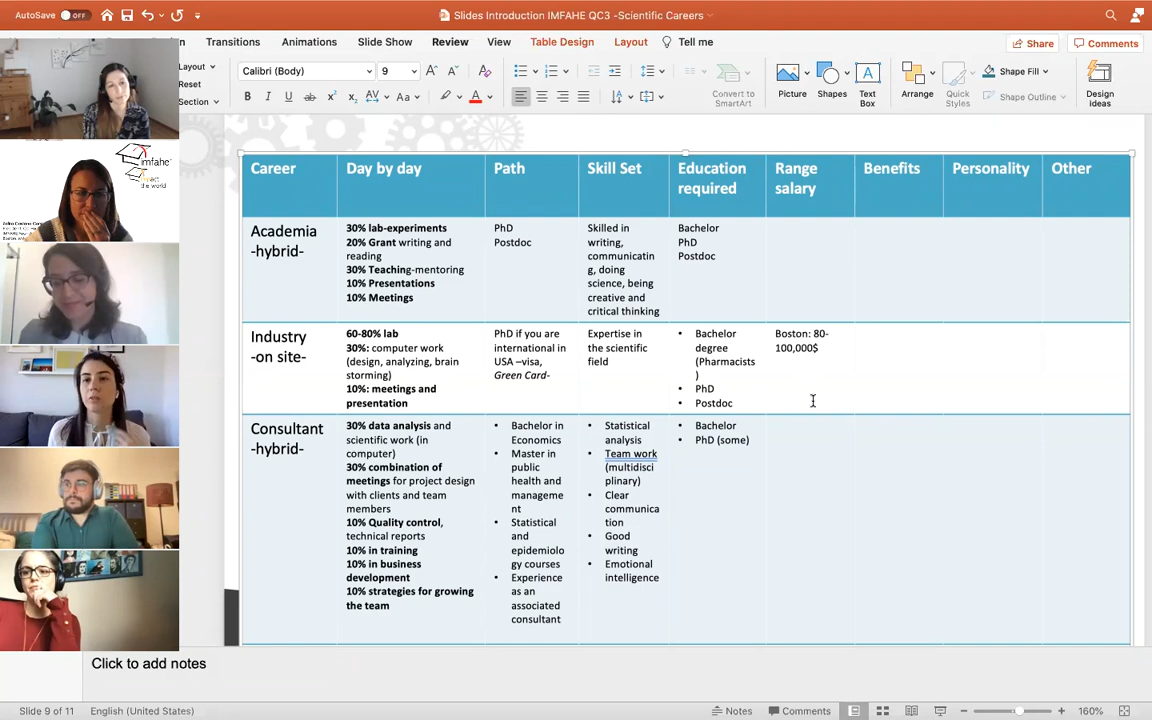 AutoSave OFF
Slides Introduction IMFAHE QC3 -Scientific Careers
Transitions Animations Slide Show Review View Table Design Layout Tell me
Share Comments
Layout
Reset
Section
Calibri (Body) 9
Convert to
SmartArt
Picture
Shapes
Text
Box
Arrange
Quick
Styles
Shape Fill
Shape Outline
Design
Ideas
imfahe
the world
Career Day by day Path Skill Set Education
required Range
salary Benefits Personality Other
Academia
-hybrid-
30% lab-experiments
20% Grant writing and
reading
30% Teaching-mentoring
10% Presentations
10% Meetings
PhD
Postdoc
Skilled in
writing,
communicatin
g, doing
science, being
creative and
critical thinking
Bachelor
PhD
Postdoc
Industry
-on site-
60-80% lab
30%: computer work
(design, analyzing, brain
storming)
10%: meetings and
presentation
PhD if you are
international in
USA –visa,
Green Card-
Expertise in
the scientific
field
• Bachelor
degree
(Pharmacists
)
• PhD
• Postdoc
Boston: 80-
100,000$
Consultant
-hybrid-
30% data analysis and
scientific work (in
computer)
30% combination of
meetings for project design
with clients and team
members
10% Quality control,
technical reports
10% in training
10% in business
development
10% strategies for growing
the team
• Bachelor in
Economics
• Master in
public
health and
manageme
nt
• Statistical
and
epidemiolo
gy courses
• Experience
as an
associated
consultant
• Statistical
analysis
• Team work
(multidisci
plinary)
• Clear
communica
tion
• Good
writing
• Emotional
intelligence
• Bachelor
• PhD (some)
Click to add notes
Slide 9 of 11 English (United States) Notes Comments 160%